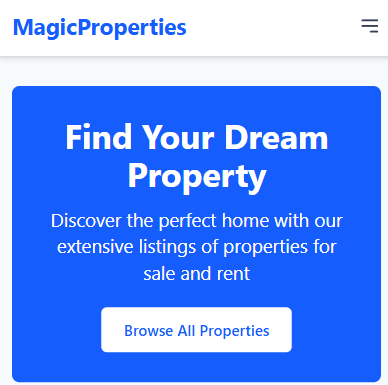 MagicProperties
Find Your Dream
Property
Discover the perfect home with our
extensive listings of properties for
sale and rent
Browse All Properties